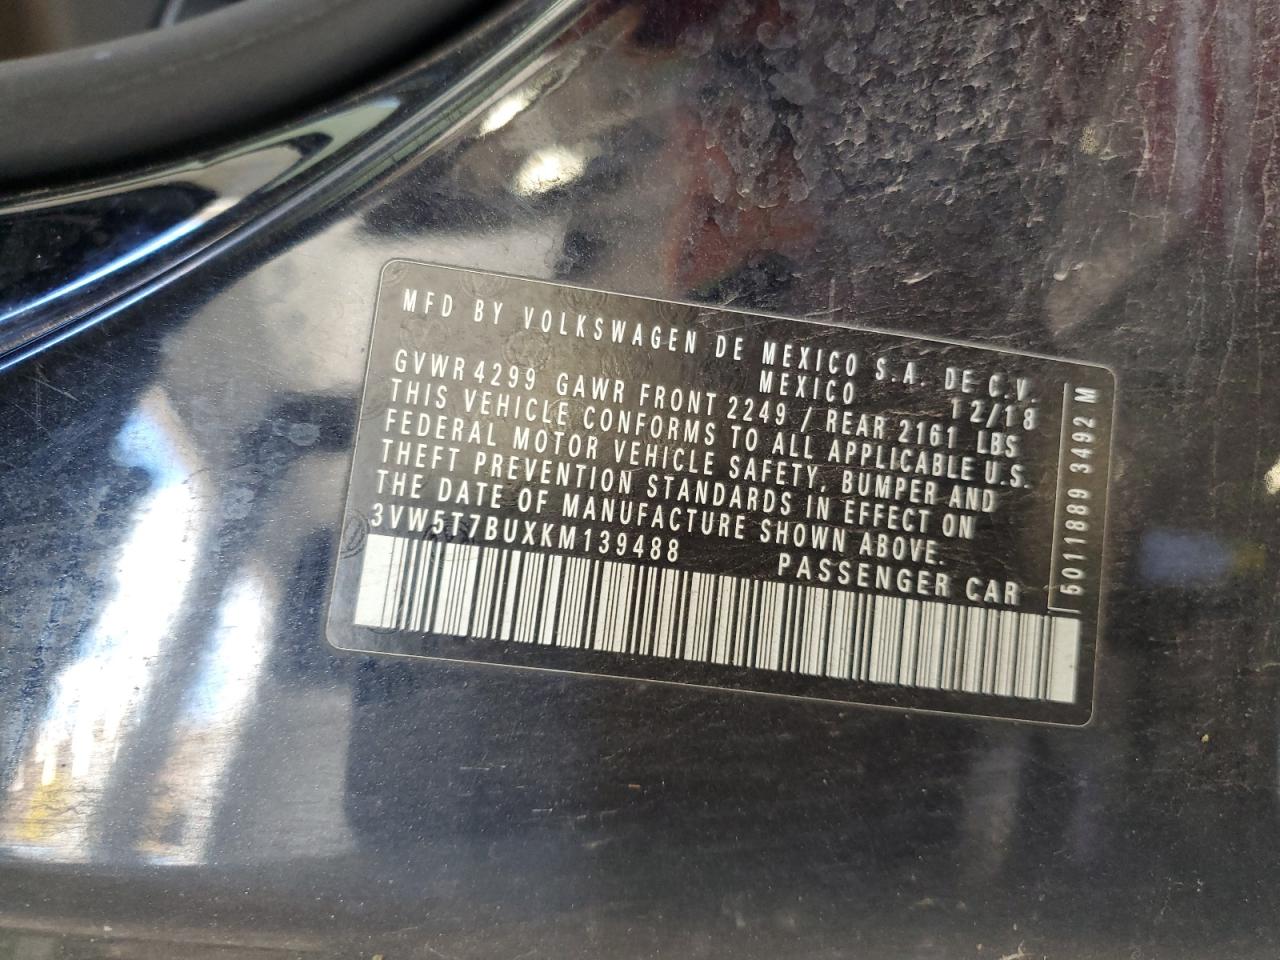 MFD BY VOLKSWAGEN DE MEXICO S.A. DE C.V.
MEXICO 12/18
GVWR 4299 GAWR FRONT 2249 / REAR 2161 LBS
THIS VEHICLE CONFORMS TO ALL APPLICABLE U.S.
FEDERAL MOTOR VEHICLE SAFETY, BUMPER AND
THEFT PREVENTION STANDARDS IN EFFECT ON
THE DATE OF MANUFACTURE SHOWN ABOVE.
3VW5T7BUXKM139488 PASSENGER CAR
5011889 3492 M